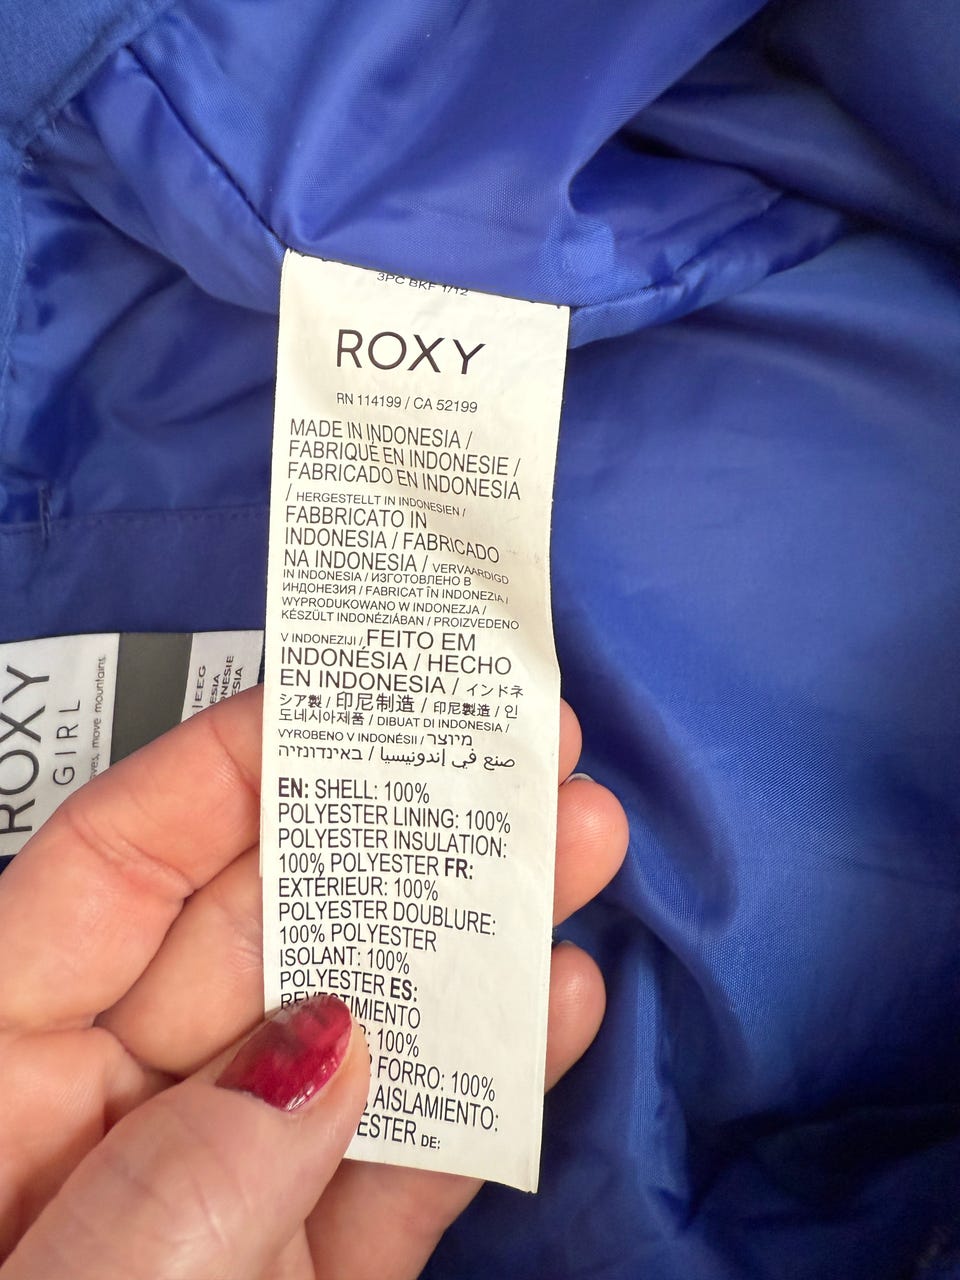 3PC BKF 1/12
ROXY
RN 114199 / CA 52199
MADE IN INDONESIA /
FABRIQUÉ EN INDONESIE /
FABRICADO EN INDONESIA
/ HERGESTELLT IN INDONESIEN /
FABBRICATO IN
INDONESIA / FABRICADO
NA INDONESIA / VERVAARDIGD
IN INDONESIA / ИЗГОТОВЛЕНО В
ИНДОНЕЗИЯ / FABRICAT ÎN INDONEZIA /
WYPRODUKOWANO W INDONEZJA /
KÉSZÜLT INDONÉZIÁBAN / PROIZVEDENO
V INDONEZIJI / FEITO EM
INDONÉSIA / HECHO
EN INDONESIA / インドネ
シア製 / 印尼制造 / 印尼製造 / 인
도네시아제품 / DIBUAT DI INDONESIA /
VYROBENO V INDONÉSII / מיוצר
באינדונזיה / صنع في إندونيسيا
EN: SHELL: 100%
POLYESTER LINING: 100%
POLYESTER INSULATION:
100% POLYESTER FR:
EXTÉRIEUR: 100%
POLYESTER DOUBLURE:
100% POLYESTER
ISOLANT: 100%
POLYESTER ES:
REVESTIMIENTO
: 100%
FORRO: 100%
AISLAMIENTO:
ESTER DE:
ROXY
GIRL
move mountains.